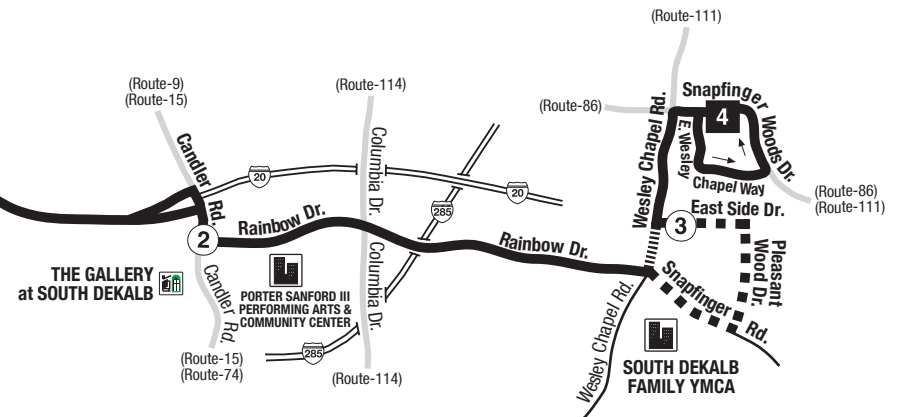 (Route-111)
(Route-9)
(Route-15)
(Route-114)
(Route-86)
Snapfinger
Woods Dr.
4
E. Wesley
Chapel Way
Wesley Chapel Rd.
Candler
Rd.
20
Columbia Dr.
20
285
(Route-86)
(Route-111)
East Side Dr.
3
2
Rainbow Dr.
Rainbow Dr.
Pleasant
Wood Dr.
THE GALLERY
at SOUTH DEKALB
Candler Rd.
PORTER SANFORD III
PERFORMING ARTS &
COMMUNITY CENTER
Columbia Dr.
Snapfinger
Rd.
Wesley Chapel Rd.
285
(Route-15)
(Route-74)
(Route-114)
SOUTH DEKALB
FAMILY YMCA